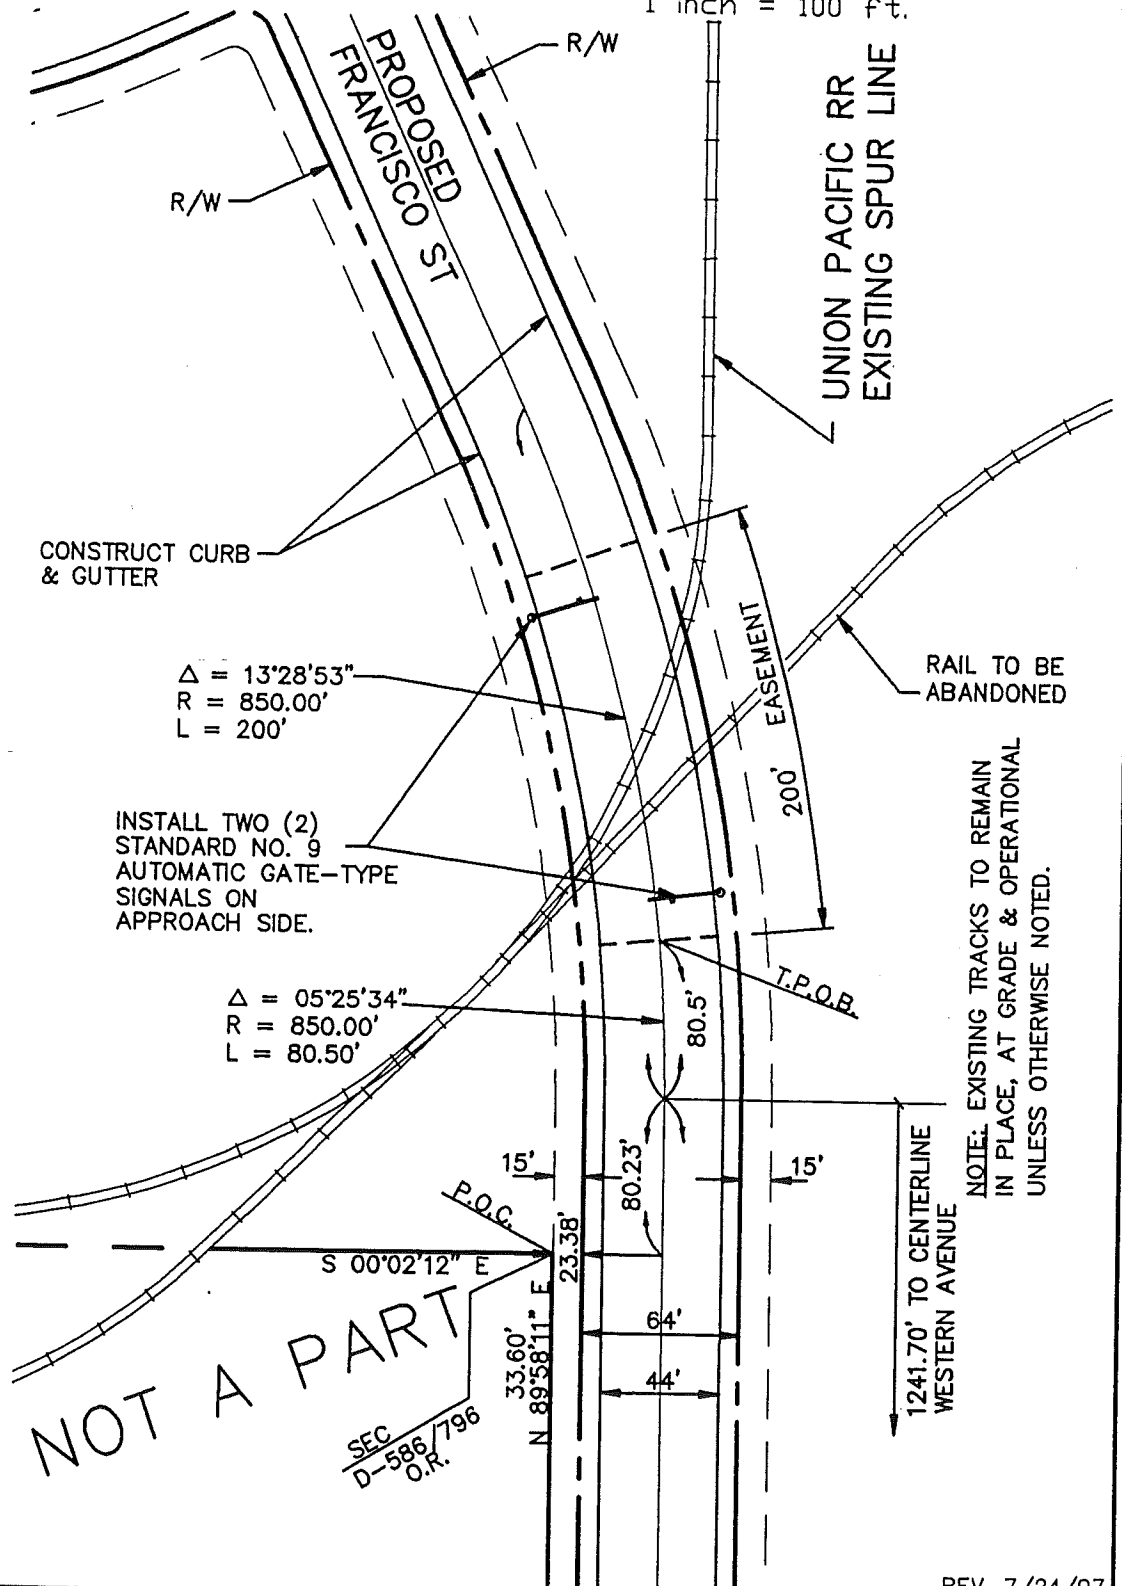 1 inch = 100 ft.
R/W
PROPOSED
FRANCISCO ST
R/W
UNION PACIFIC RR
EXISTING SPUR LINE
CONSTRUCT CURB
& GUTTER
EASEMENT
200'
RAIL TO BE
ABANDONED
Δ = 13°28'53"
R = 850.00'
L = 200'
INSTALL TWO (2)
STANDARD NO. 9
AUTOMATIC GATE-TYPE
SIGNALS ON
APPROACH SIDE.
T.P.O.B.
Δ = 05°25'34"
R = 850.00'
L = 80.50'
80.5'
NOTE: EXISTING TRACKS TO REMAIN
IN PLACE, AT GRADE & OPERATIONAL
UNLESS OTHERWISE NOTED.
15'
80.23'
15'
P.O.C.
23.38'
S 00°02'12" E
1241.70' TO CENTERLINE
WESTERN AVENUE
33.60'
N 89°58'11" E
64'
44'
NOT A PART
SEC
D-586/796
O.R.
REV. 7/24/97